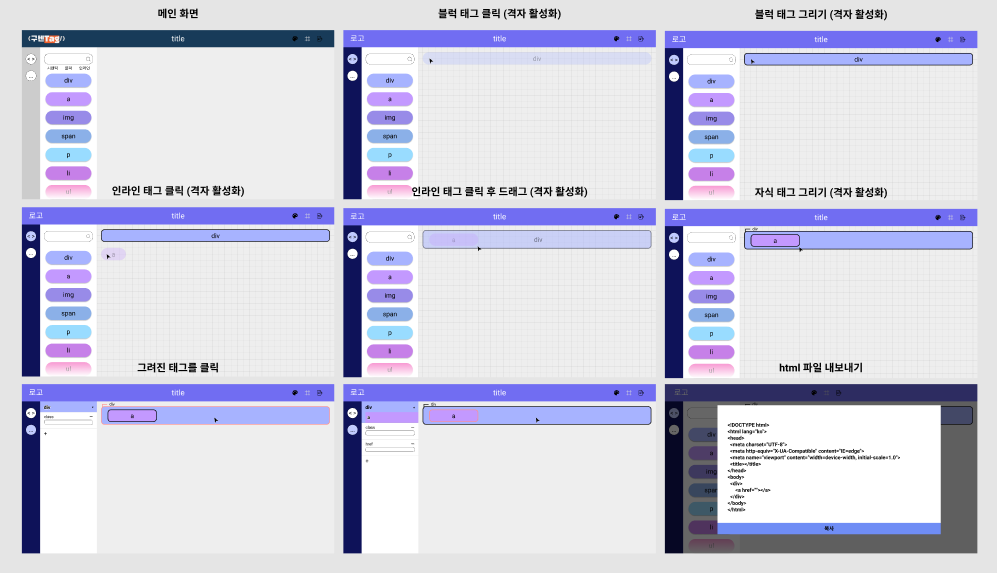 메인 화면
블럭 태그 클릭 (격자 활성화)
블럭 태그 그리기 (격자 활성화)
〈구반Tag/〉
title
div
a
img
span
p
li
ul
로고
title
div
div
a
img
span
p
li
ul
로고
title
div
div
a
img
span
p
li
ul
인라인 태그 클릭 (격자 활성화)
인라인 태그 클릭 후 드래그 (격자 활성화)
자식 태그 그리기 (격자 활성화)
로고
title
div
a
div
a
img
span
p
li
ul
로고
title
a
div
div
a
img
span
p
li
ul
로고
title
div
a
div
a
img
span
p
li
ul
그려진 태그를 클릭
html 파일 내보내기
로고
title
div
div
a
class
+
로고
title
div
div
a
a
class
href
+
로고
title
div
div
a
img
span
p
li
ul
<!DOCTYPE html>
<html lang="ko">
<head>
<meta charset="UTF-8">
<meta http-equiv="X-UA-Compatible" content="IE=edge">
<meta name="viewport" content="width=device-width, initial-scale=1.0">
<title></title>
</head>
<body>
<div>
<a href=""></a>
</div>
</body>
</html>
복사